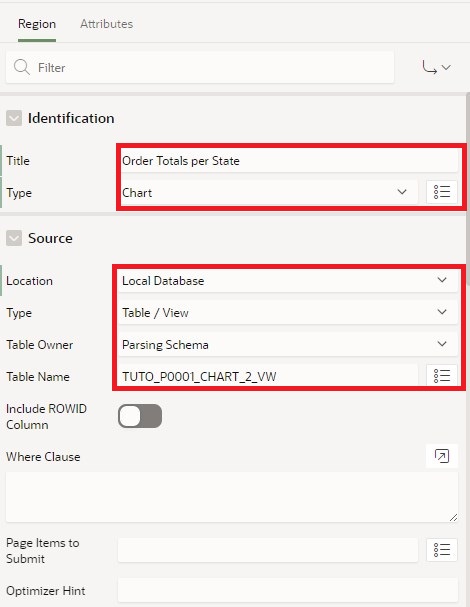 Region Attributes
Filter
Identification
Title Order Totals per State
Type Chart
Source
Location Local Database
Type Table / View
Table Owner Parsing Schema
Table Name TUTO_P0001_CHART_2_VW
Include ROWID
Column
Where Clause
Page Items to
Submit
Optimizer Hint